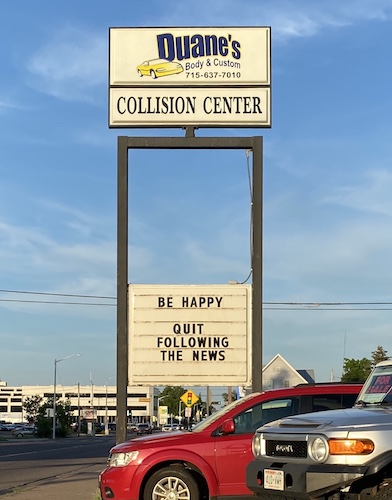 Duane's
Body & Custom
715-637-7010
COLLISION CENTER
BE HAPPY
QUIT
FOLLOWING
THE NEWS